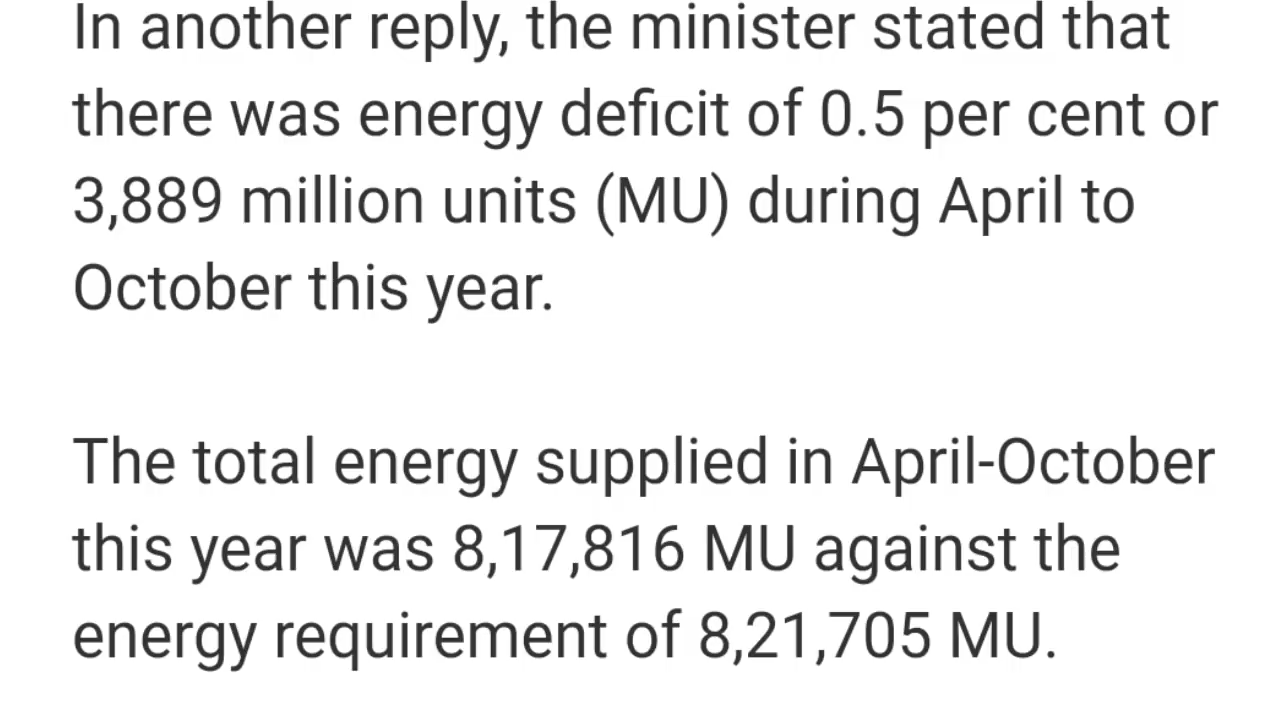 In another reply, the minister stated that
there was energy deficit of 0.5 per cent or
3,889 million units (MU) during April to
October this year.
The total energy supplied in April-October
this year was 8,17,816 MU against the
energy requirement of 8,21,705 MU.